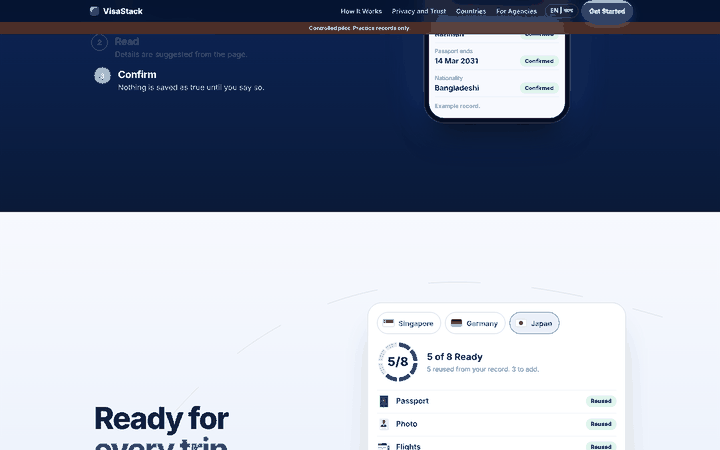 VisaStack
How It Works
Privacy and Trust
Countries
For Agencies
EN | বাংলা
Get Started
Controlled pilot. Practice records only.
2
Read
Details are suggested from the page.
3
Confirm
Nothing is saved as true until you say so.
Confirmed
Passport ends
14 Mar 2031
Confirmed
Nationality
Bangladeshi
Confirmed
Example record.
Singapore
Germany
Japan
5/8
5 of 8 Ready
5 reused from your record. 3 to add.
Passport
Reused
Photo
Reused
Flights
Reused
Ready for
every trip